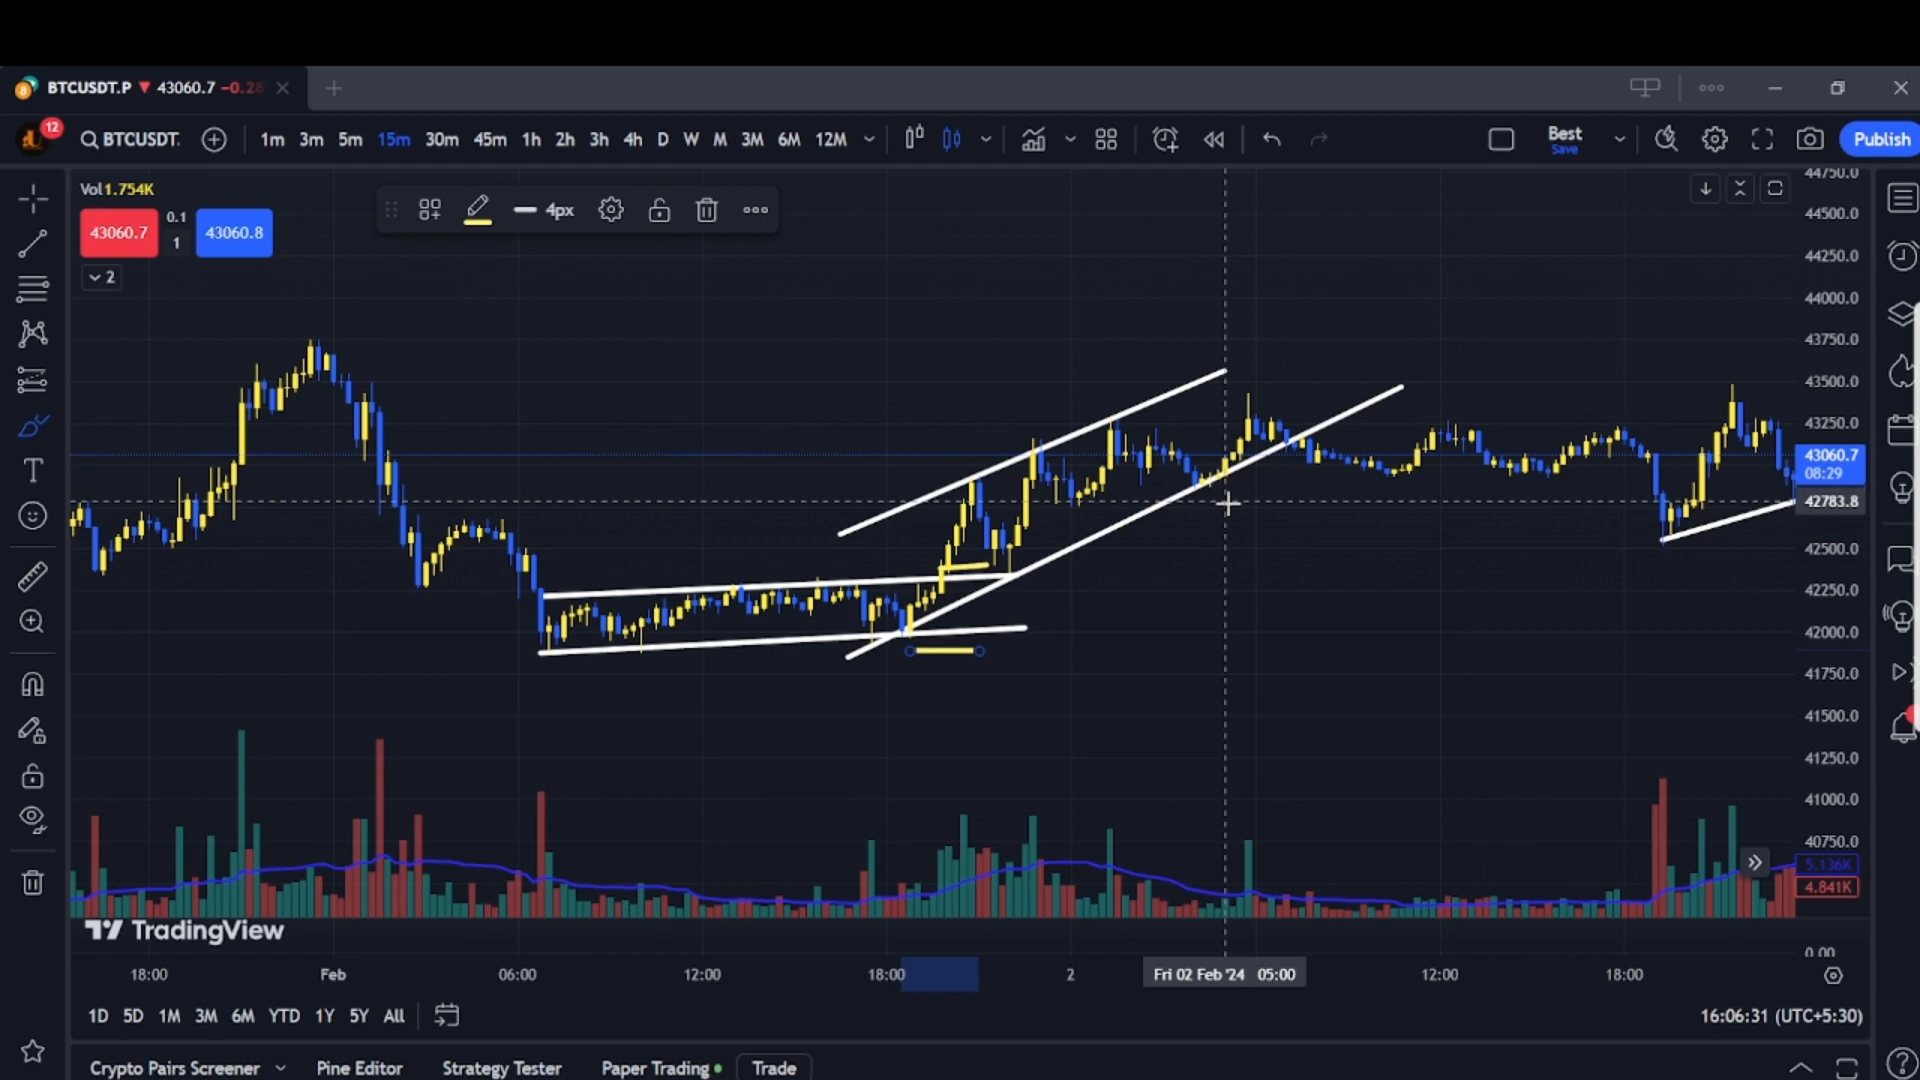 BTCUSDT.P ▼ 43060.7 −0.28
12
BTCUSDT. 1m 3m 5m 15m 30m 45m 1h 2h 3h 4h D W M 3M 6M 12M Best Save Publish
Vol 1.754K
43060.7 0.1 1 43060.8
4px
2
44750.0
44500.0
44250.0
44000.0
43750.0
43500.0
43250.0
43060.7
08:29
42783.8
42500.0
42250.0
42000.0
41750.0
41500.0
41250.0
41000.0
40750.0
5.136K
4.841K
0.00
TradingView
18:00 Feb 06:00 12:00 18:00 2 Fri 02 Feb '24 05:00 12:00 18:00
1D 5D 1M 3M 6M YTD 1Y 5Y All 16:06:31 (UTC+5:30)
Crypto Pairs Screener Pine Editor Strategy Tester Paper Trading Trade